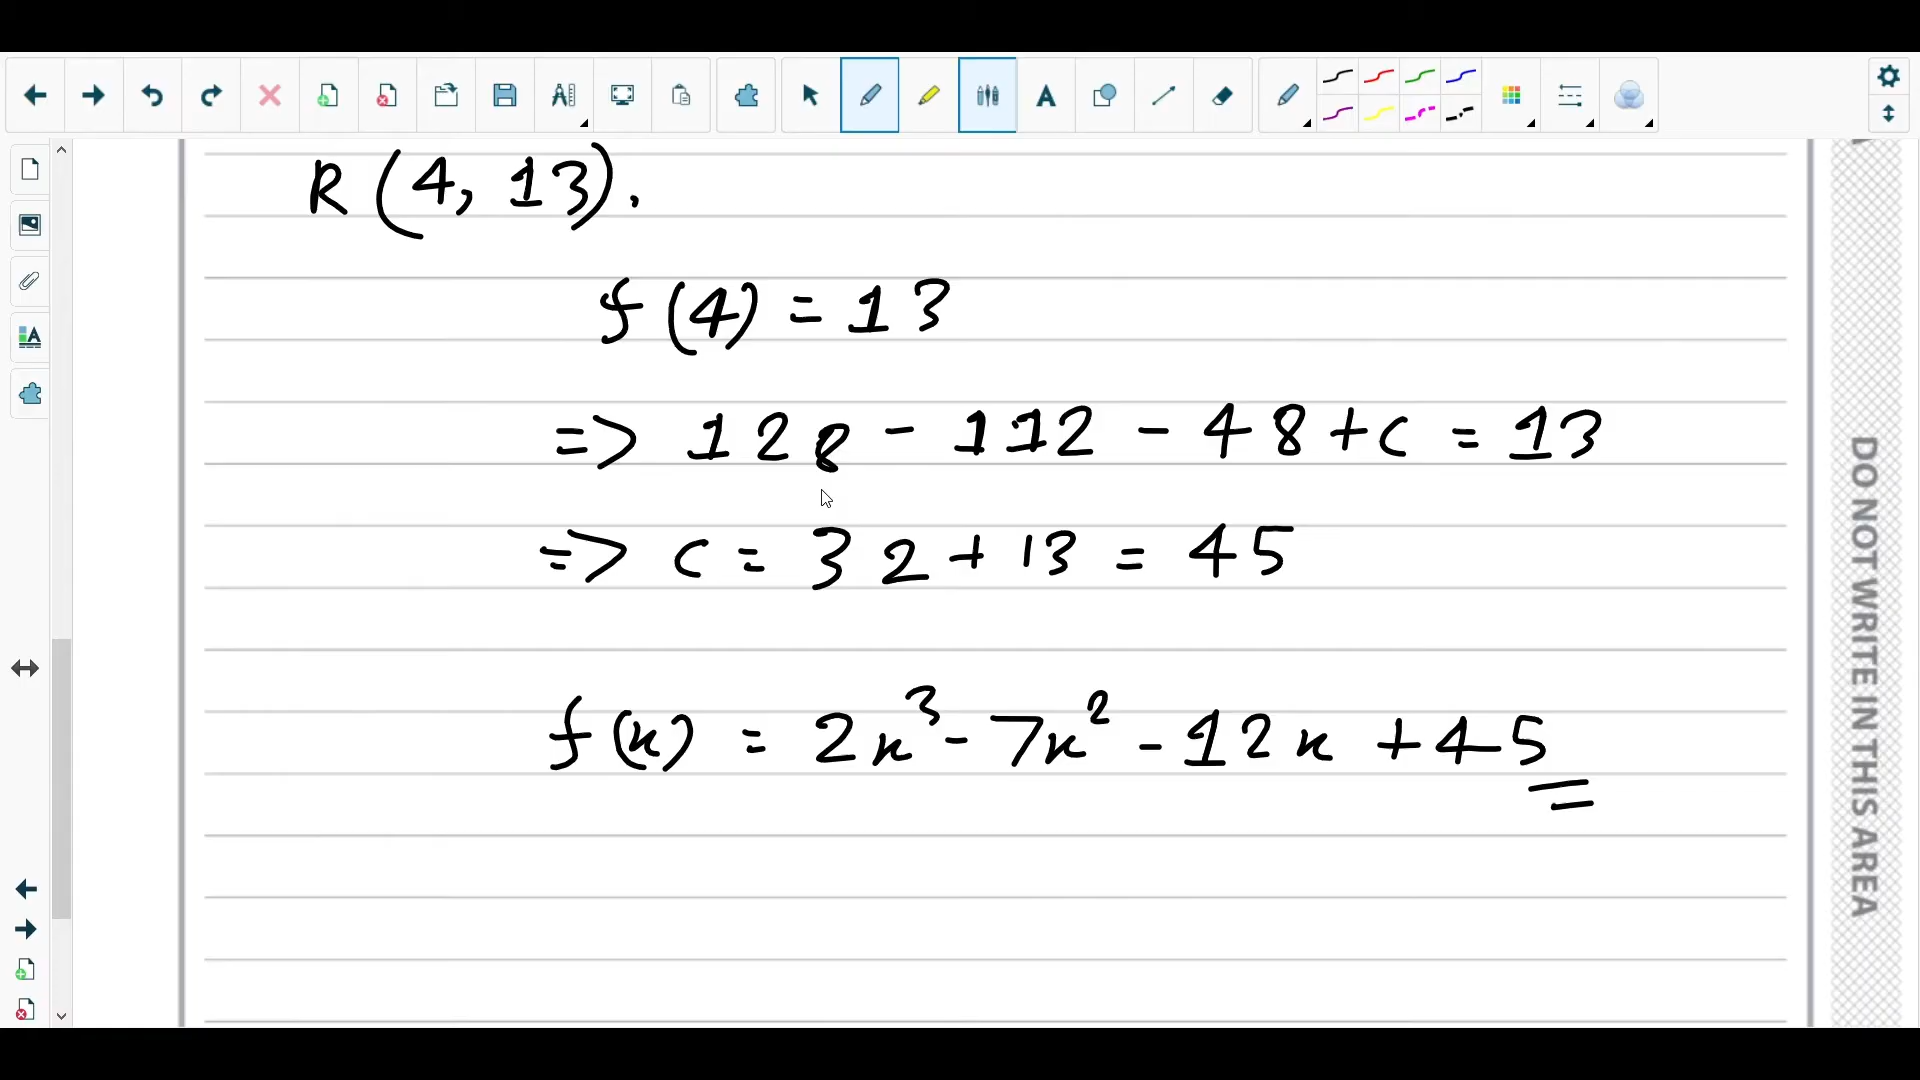 R (4, 13).
f(4) = 13
=> 128 - 112 - 48 + c = 13
=> c = 32 + 13 = 45
f(x) = 2x³ - 7x² - 12x + 45
DO NOT WRITE IN THIS AREA